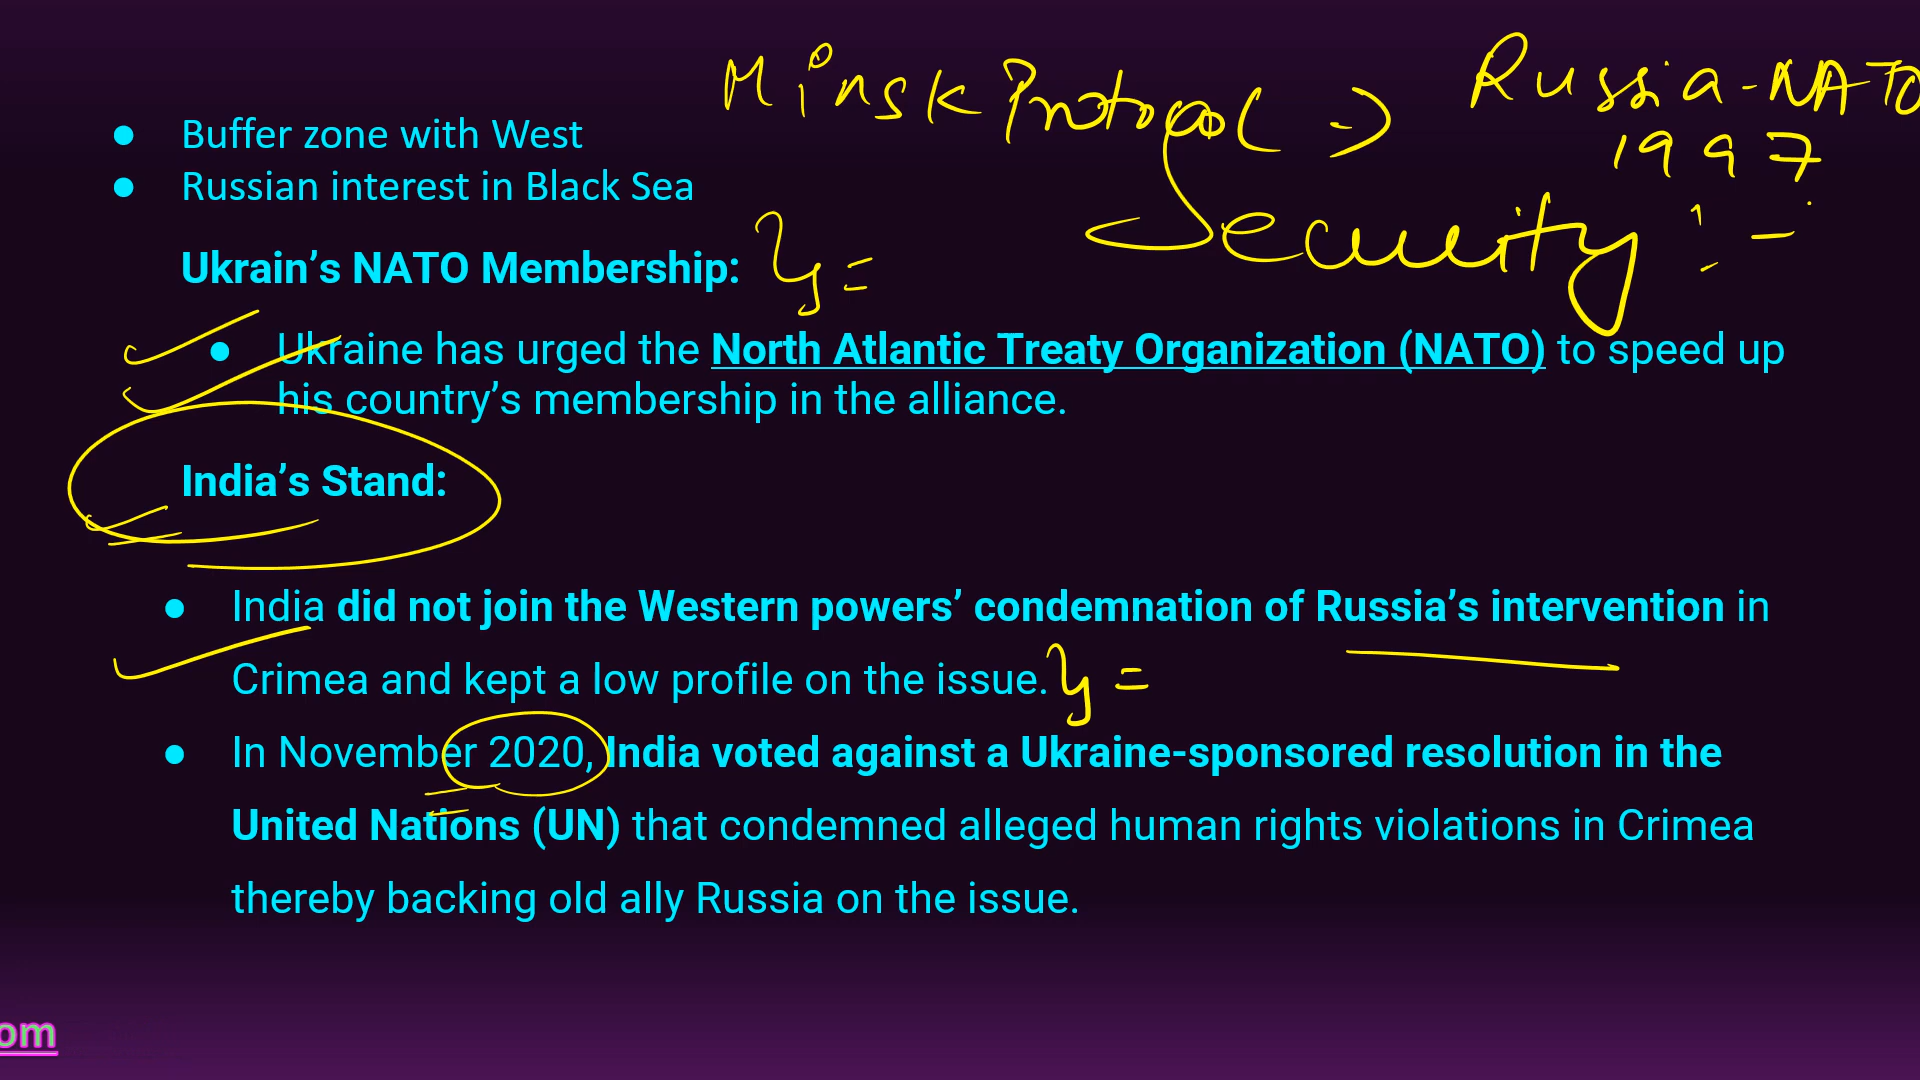 Minsk Protocol => Russia-NATO
1997
Security :-
● Buffer zone with West
● Russian interest in Black Sea
Ukrain’s NATO Membership:
● Ukraine has urged the North Atlantic Treaty Organization (NATO) to speed up
his country’s membership in the alliance.
India’s Stand:
● India did not join the Western powers’ condemnation of Russia’s intervention in
Crimea and kept a low profile on the issue.
● In November 2020, India voted against a Ukraine-sponsored resolution in the
United Nations (UN) that condemned alleged human rights violations in Crimea
thereby backing old ally Russia on the issue.
om